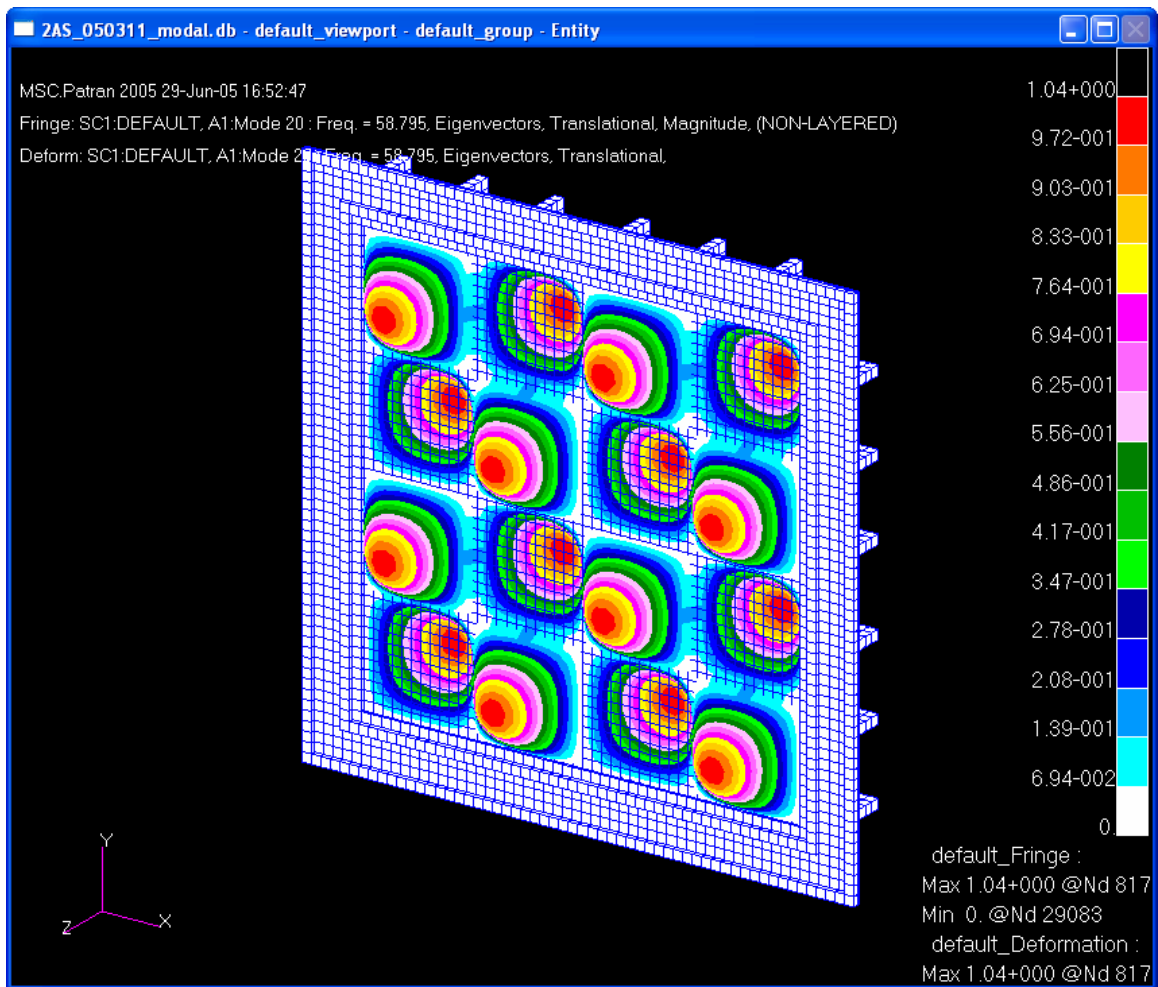 2AS_050311_modal.db - default_viewport - default_group - Entity
MSC.Patran 2005 29-Jun-05 16:52:47
Fringe: SC1:DEFAULT, A1:Mode 20 : Freq. = 58.795, Eigenvectors, Translational, Magnitude, (NON-LAYERED)
Deform: SC1:DEFAULT, A1:Mode 2 Freq. = 58.795, Eigenvectors, Translational,
1.04+000
9.72-001
9.03-001
8.33-001
7.64-001
6.94-001
6.25-001
5.56-001
4.86-001
4.17-001
3.47-001
2.78-001
2.08-001
1.39-001
6.94-002
0.
default_Fringe :
Max 1.04+000 @Nd 817
Min 0. @Nd 29083
default_Deformation :
Max 1.04+000 @Nd 817
Y
Z
X